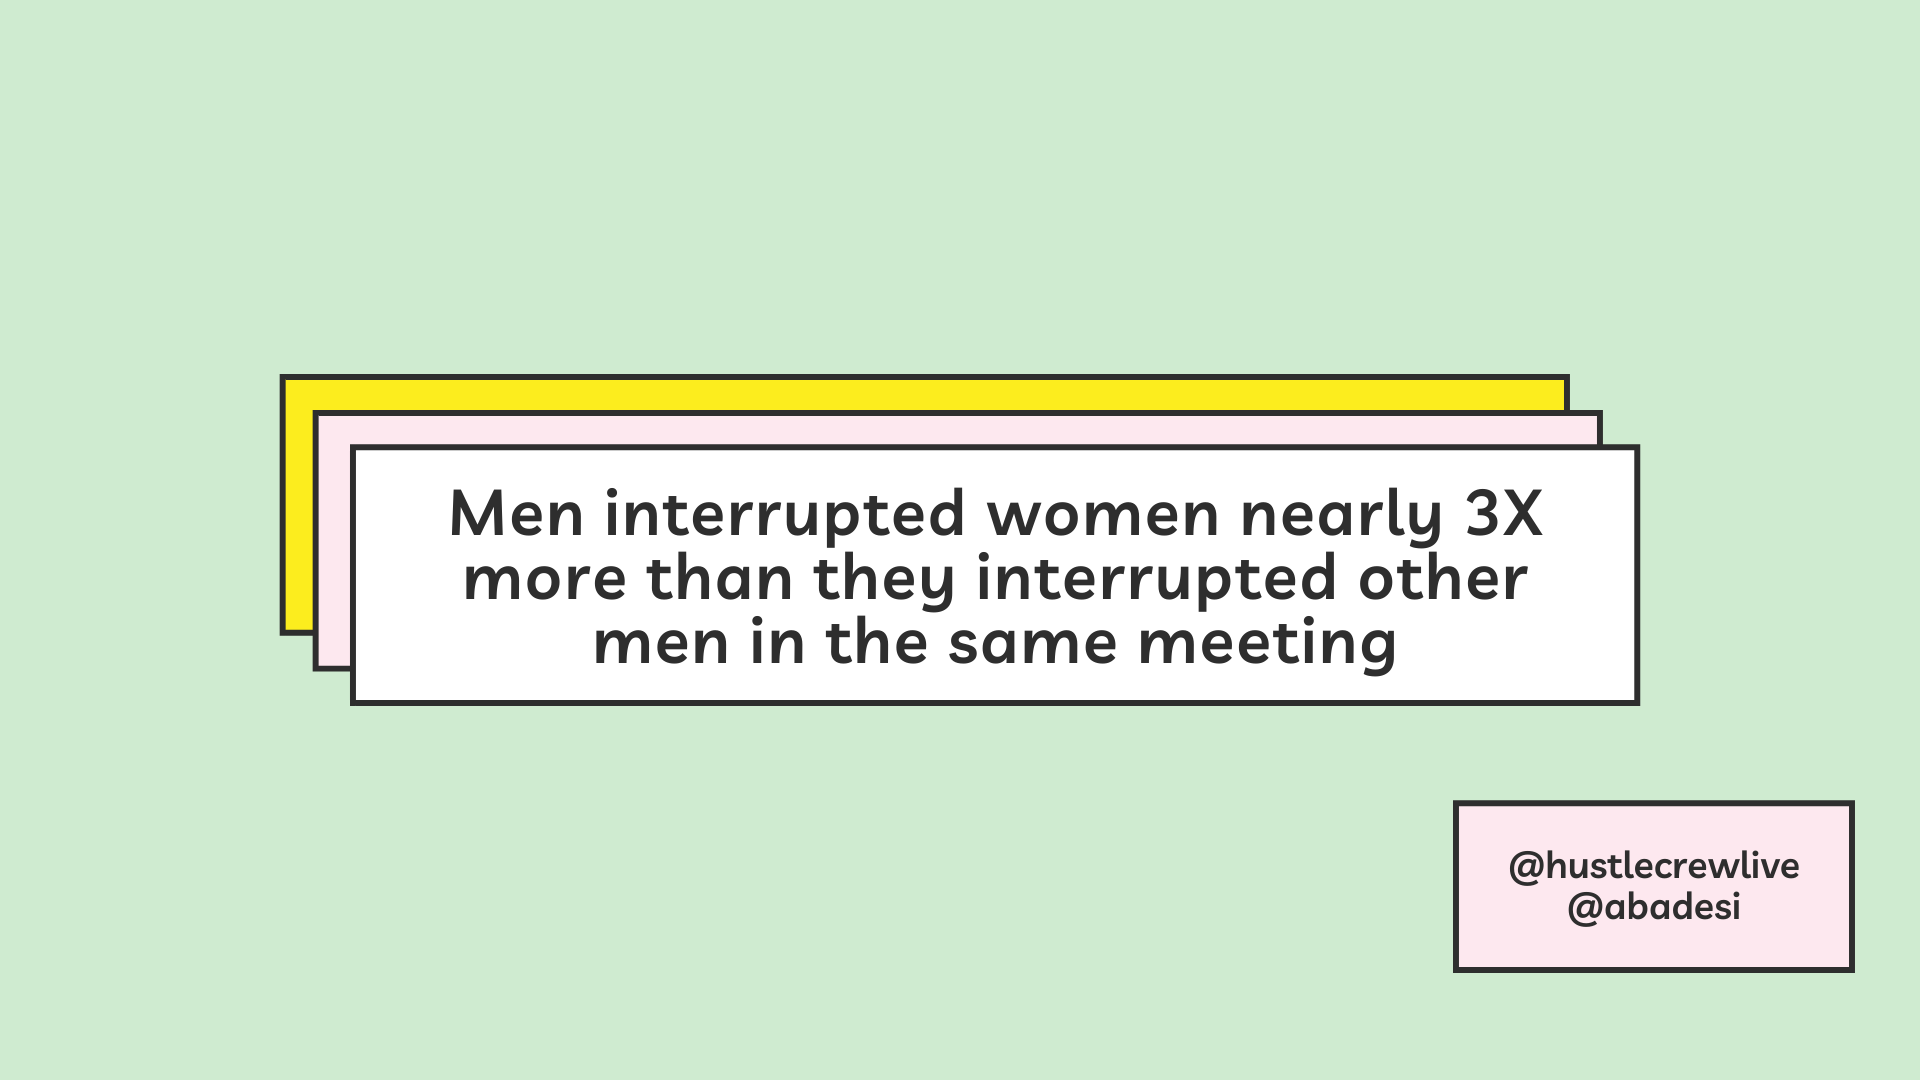 Men interrupted women nearly 3X
more than they interrupted other
men in the same meeting
@hustlecrewlive
@abadesi